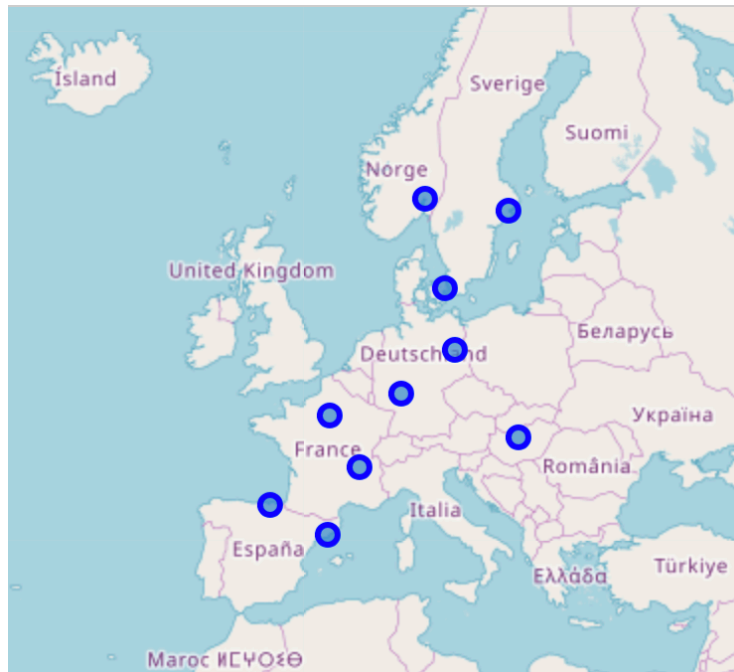 Ísland
Sverige
Suomi
Norge
United Kingdom
Беларусь
Deutschland
Україна
France
România
Italia
España
Türkiye
Ελλάδα
Maroc ⵍⵎⵖⵔⵉⴱ